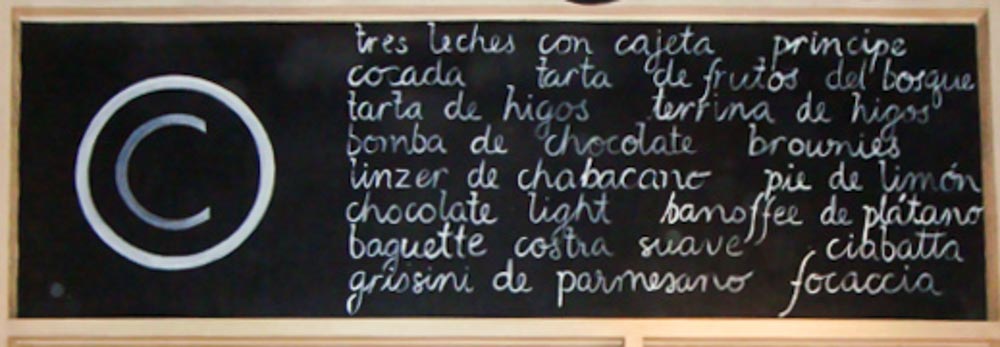 ©
tres leches con cajeta principe
cocada tarta de frutos del bosque
tarta de higos terrina de higos
bomba de chocolate brownies
linzer de chabacano pie de limón
chocolate light banoffee de plátano
baguette costra suave ciabatta
grissini de parmesano focaccia